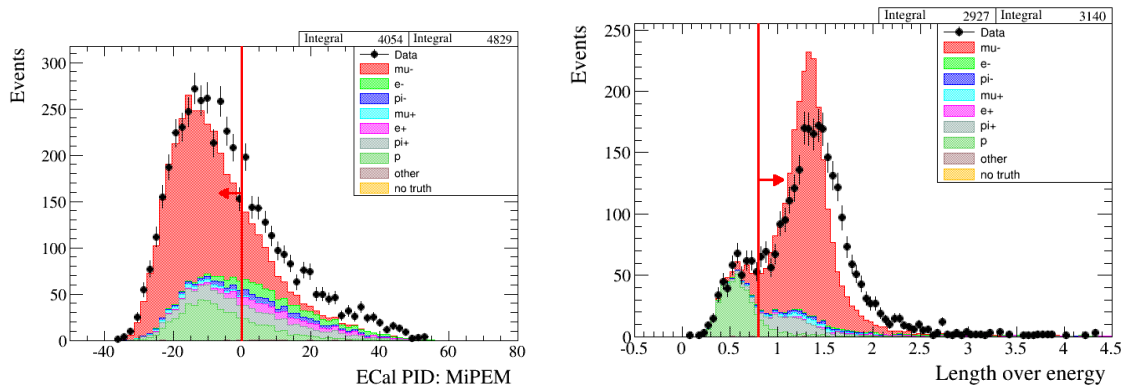 Integral 4054 Integral 4829
Events
300
250
200
150
100
50
0
Data
mu-
e-
pi-
mu+
e+
pi+
p
other
no truth
-40 -20 0 20 40 60 80
ECal PID: MiPEM
Integral 2927 Integral 3140
Events
250
200
150
100
50
0
Data
mu-
e-
pi-
mu+
e+
pi+
p
other
no truth
-0.5 0 0.5 1 1.5 2 2.5 3 3.5 4 4.5
Length over energy